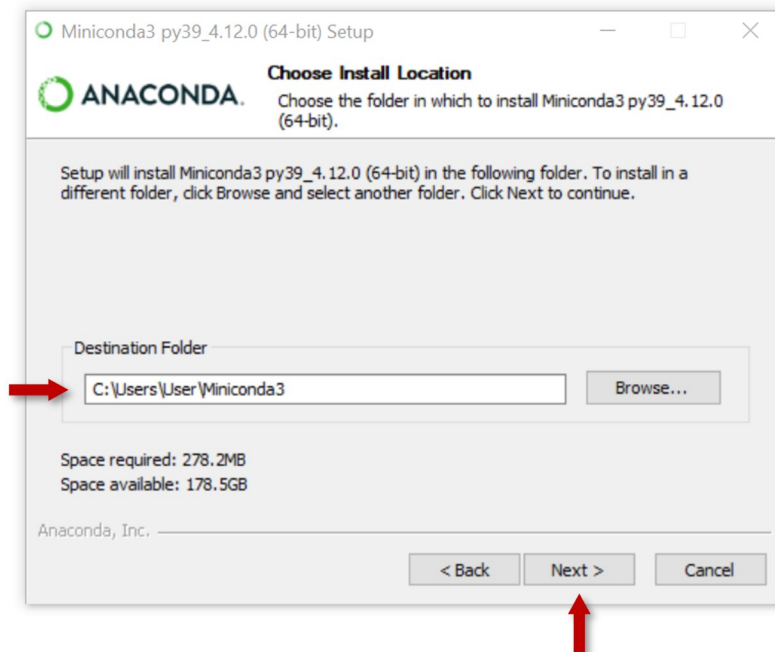 Miniconda3 py39_4.12.0 (64-bit) Setup
ANACONDA.
Choose Install Location
Choose the folder in which to install Miniconda3 py39_4.12.0
(64-bit).
Setup will install Miniconda3 py39_4.12.0 (64-bit) in the following folder. To install in a
different folder, click Browse and select another folder. Click Next to continue.
Destination Folder
C:\Users\User\Miniconda3
Browse...
Space required: 278.2MB
Space available: 178.5GB
Anaconda, Inc.
< Back
Next >
Cancel